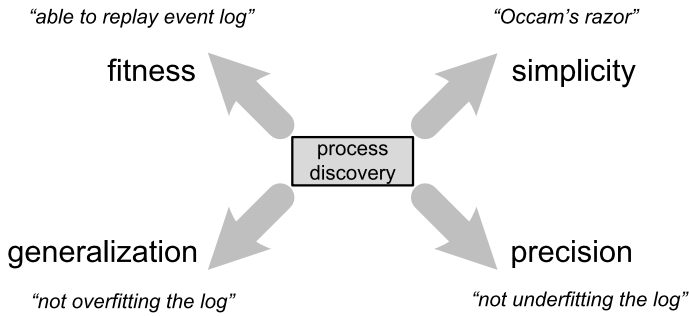 “able to replay event log”
“Occam’s razor”
fitness
simplicity
process
discovery
generalization
precision
“not overfitting the log”
“not underfitting the log”